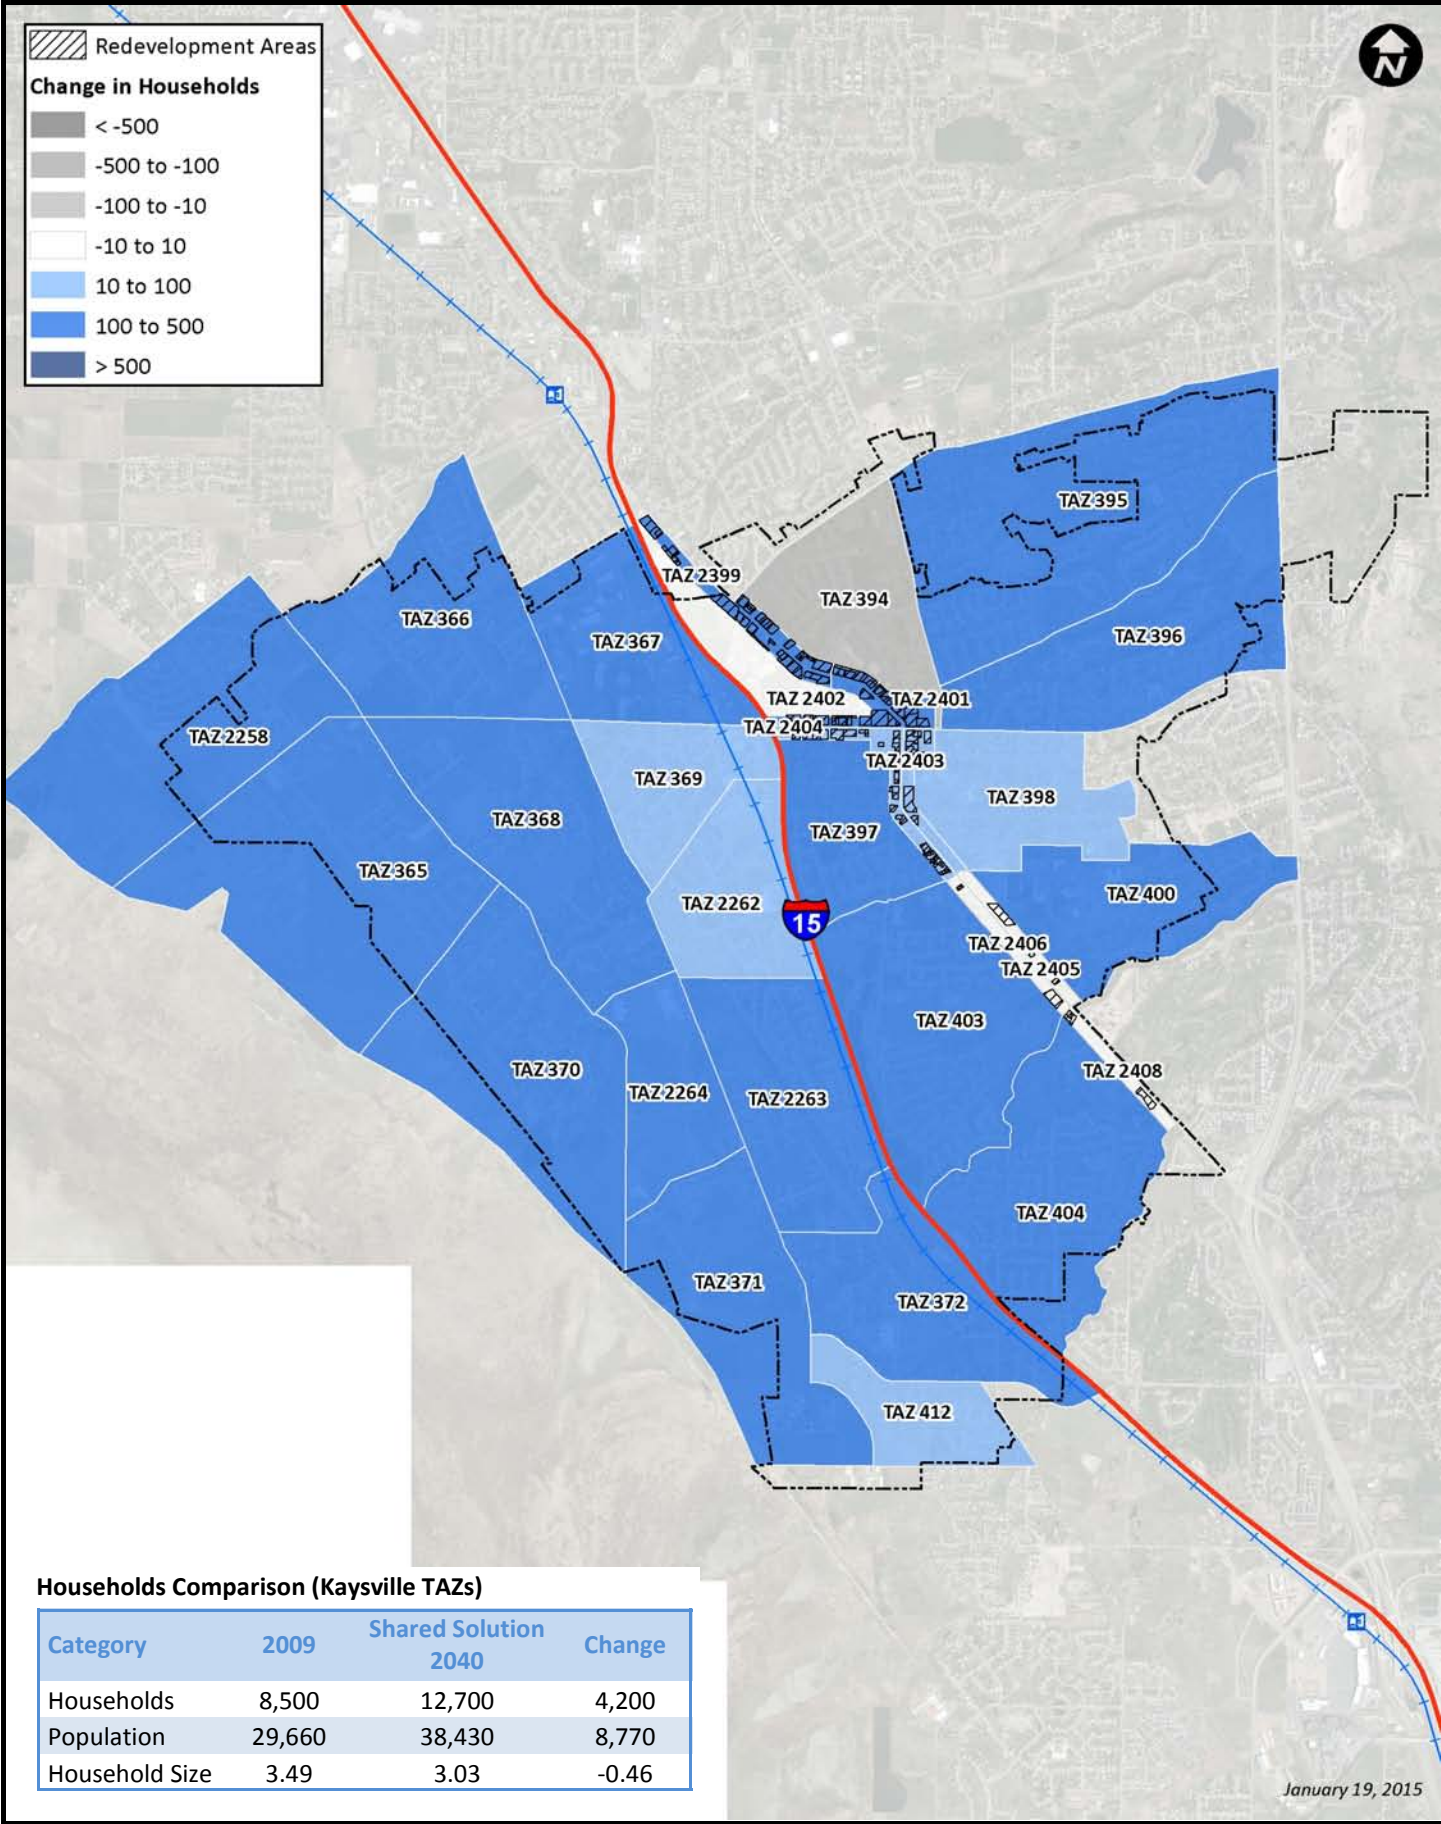 Redevelopment Areas
Change in Households
< -500
-500 to -100
-100 to -10
-10 to 10
10 to 100
100 to 500
> 500
N
TAZ 395
TAZ 2399
TAZ 394
TAZ 366
TAZ 367
TAZ 396
TAZ 2402
TAZ 2401
TAZ 2404
TAZ 2258
TAZ 2403
TAZ 369
TAZ 398
TAZ 368
TAZ 397
TAZ 365
TAZ 400
TAZ 2262
15
TAZ 2406
TAZ 2405
TAZ 403
TAZ 370
TAZ 2408
TAZ 2264
TAZ 2263
TAZ 404
TAZ 371
TAZ 372
TAZ 412
Households Comparison (Kaysville TAZs)
Category 2009 Shared Solution 2040 Change
Households 8,500 12,700 4,200
Population 29,660 38,430 8,770
Household Size 3.49 3.03 -0.46
January 19, 2015